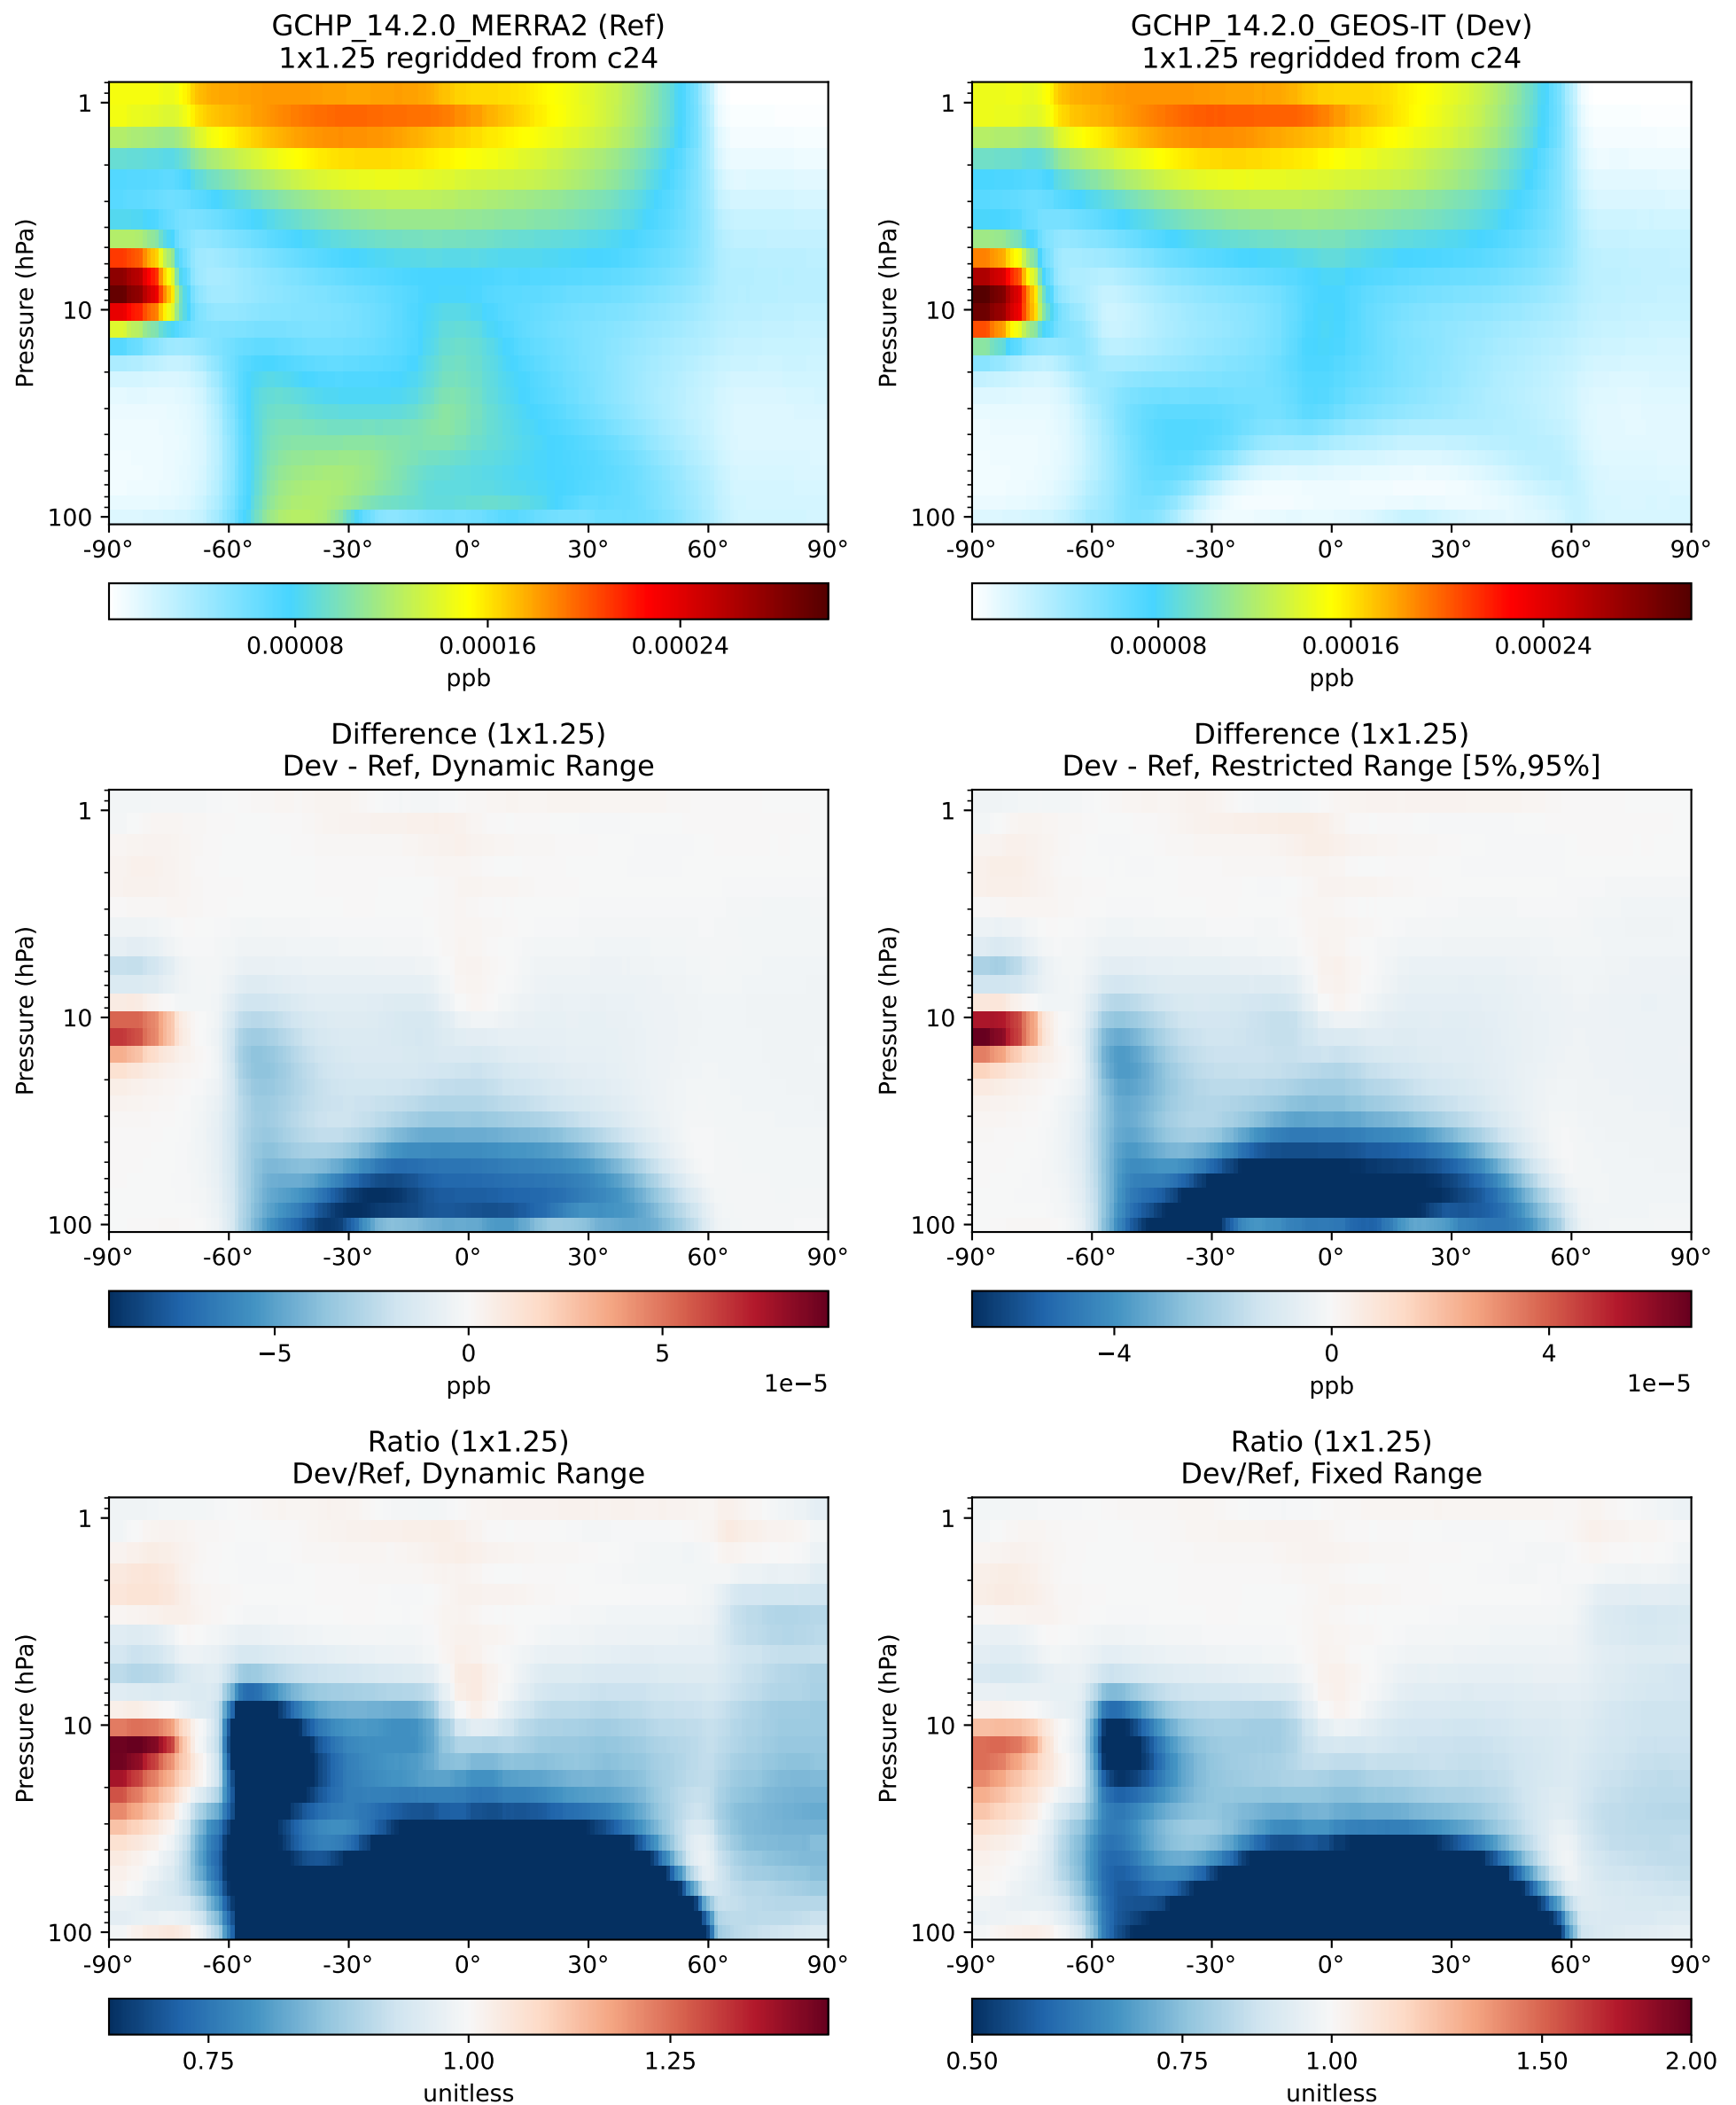 GCHP_14.2.0_MERRA2 (Ref)
1x1.25 regridded from c24
Pressure (hPa)
1
10
100
-90° -60° -30° 0° 30° 60° 90°
0.00008 0.00016 0.00024
ppb
GCHP_14.2.0_GEOS-IT (Dev)
1x1.25 regridded from c24
Pressure (hPa)
1
10
100
-90° -60° -30° 0° 30° 60° 90°
0.00008 0.00016 0.00024
ppb
Difference (1x1.25)
Dev - Ref, Dynamic Range
Pressure (hPa)
1
10
100
-90° -60° -30° 0° 30° 60° 90°
−5 0 5
1e−5
ppb
Difference (1x1.25)
Dev - Ref, Restricted Range [5%,95%]
Pressure (hPa)
1
10
100
-90° -60° -30° 0° 30° 60° 90°
−4 0 4
1e−5
ppb
Ratio (1x1.25)
Dev/Ref, Dynamic Range
Pressure (hPa)
1
10
100
-90° -60° -30° 0° 30° 60° 90°
0.75 1.00 1.25
unitless
Ratio (1x1.25)
Dev/Ref, Fixed Range
Pressure (hPa)
1
10
100
-90° -60° -30° 0° 30° 60° 90°
0.50 0.75 1.00 1.50 2.00
unitless